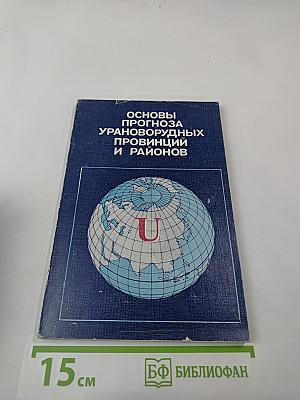 ОСНОВЫ
ПРОГНОЗА
УРАНОВОРУДНЫХ
ПРОВИНЦИЙ
И РАЙОНОВ
U
15 см
БФ БИБЛИОФАН